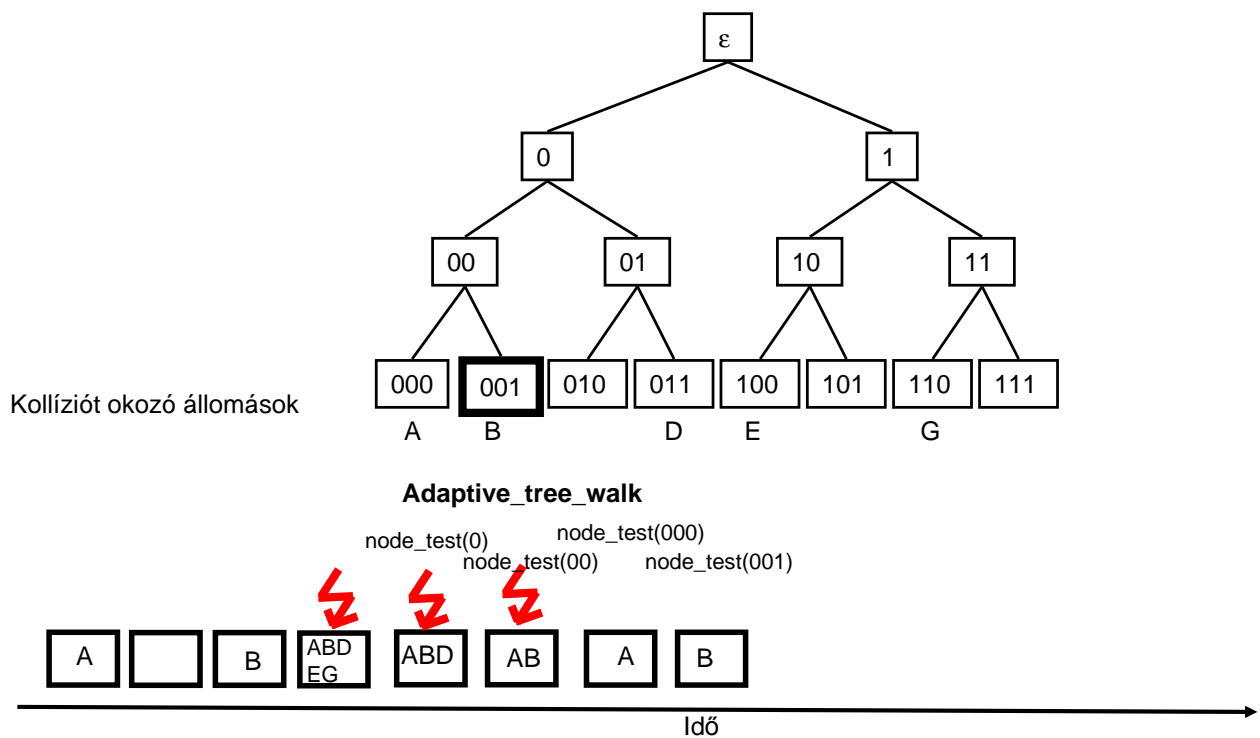 ε
0 1
00 01 10 11
000 001 010 011 100 101 110 111
Kollíziót okozó állomások
A B D E G
Adaptive_tree_walk
node_test(000)
node_test(0)
node_test(00) node_test(001)
A B ABD ABD AB A B
EG
Idő